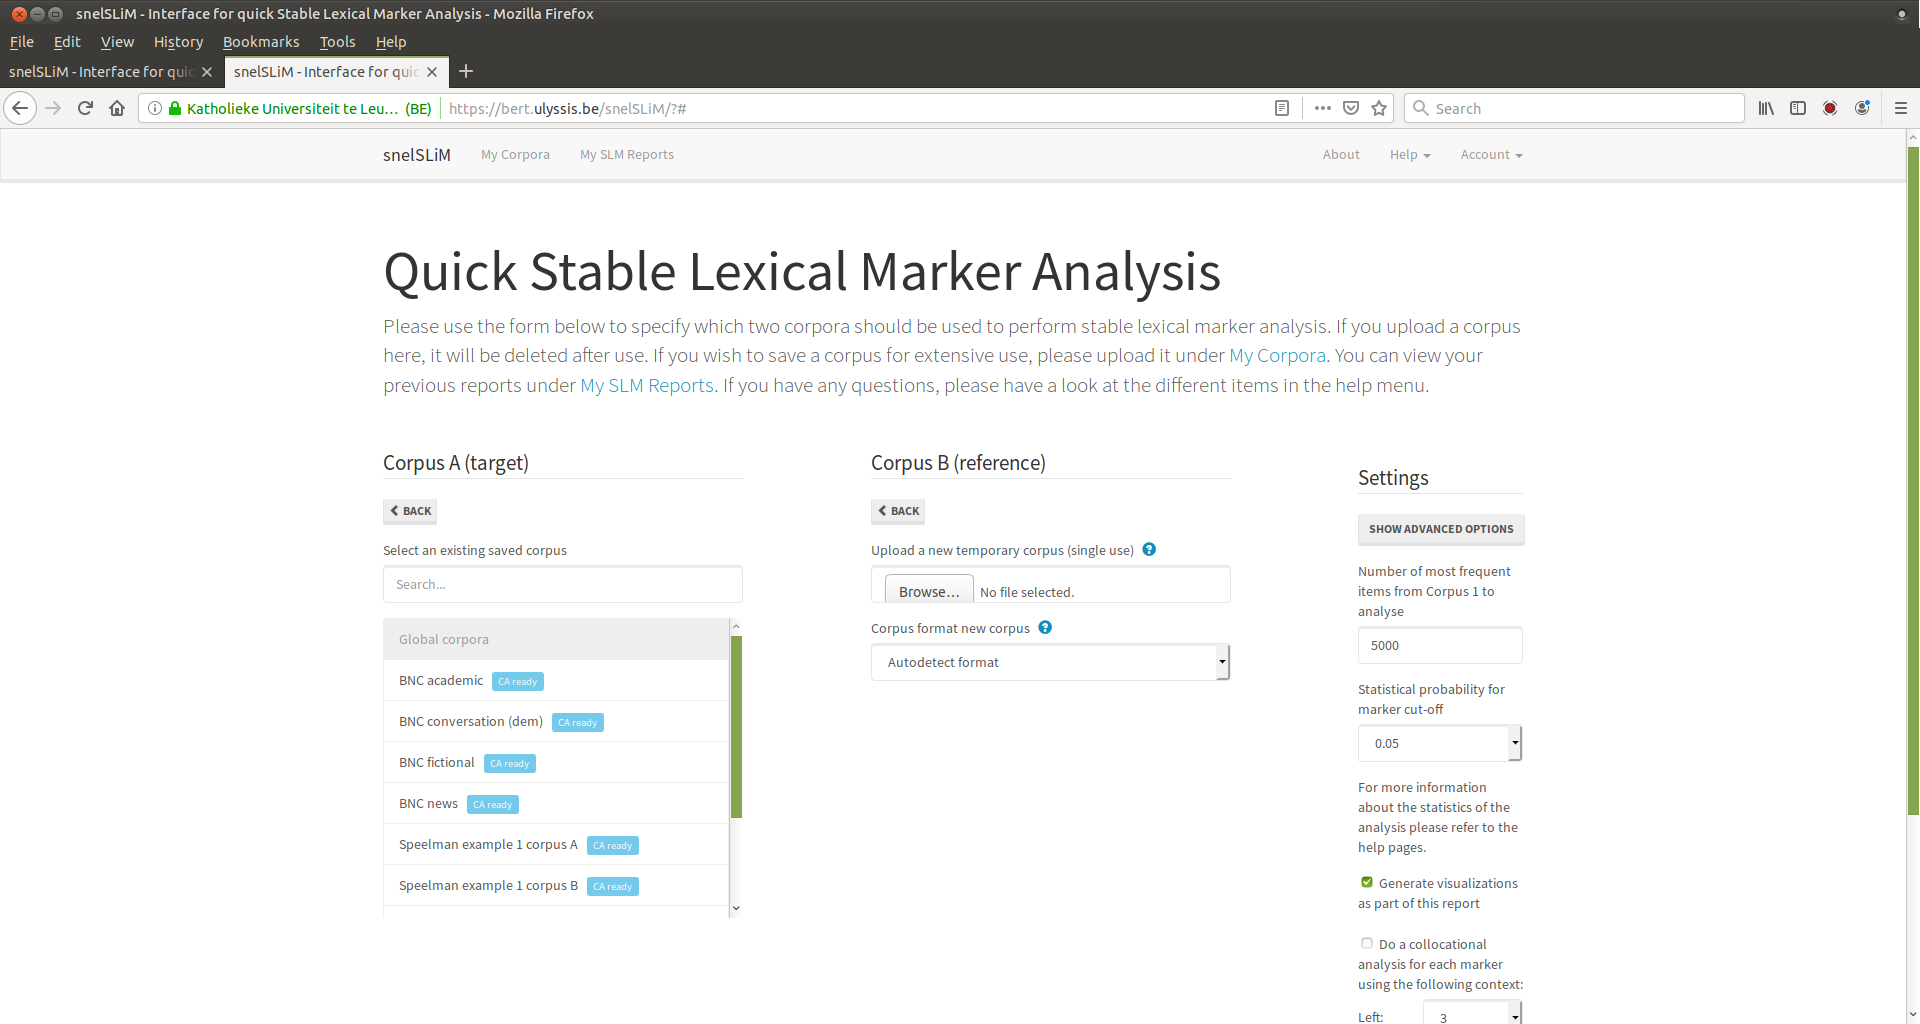 snelSLiM - Interface for quick Stable Lexical Marker Analysis - Mozilla Firefox
File Edit View History Bookmarks Tools Help
snelSLiM - Interface for quic
snelSLiM - Interface for quic
Katholieke Universiteit te Leu… (BE) https://bert.ulyssis.be/snelSLiM/?# Search
snelSLiM My Corpora My SLM Reports About Help Account
Quick Stable Lexical Marker Analysis
Please use the form below to specify which two corpora should be used to perform stable lexical marker analysis. If you upload a corpus
here, it will be deleted after use. If you wish to save a corpus for extensive use, please upload it under My Corpora. You can view your
previous reports under My SLM Reports. If you have any questions, please have a look at the different items in the help menu.
Corpus A (target)
BACK
Select an existing saved corpus
Search...
Global corpora
BNC academic CA ready
BNC conversation (dem) CA ready
BNC fictional CA ready
BNC news CA ready
Speelman example 1 corpus A CA ready
Speelman example 1 corpus B CA ready
Corpus B (reference)
BACK
Upload a new temporary corpus (single use) ?
Browse... No file selected.
Corpus format new corpus ?
Autodetect format
Settings
SHOW ADVANCED OPTIONS
Number of most frequent
items from Corpus 1 to
analyse
5000
Statistical probability for
marker cut-off
0.05
For more information
about the statistics of the
analysis please refer to the
help pages.
Generate visualizations
as part of this report
Do a collocational
analysis for each marker
using the following context:
Left: 3